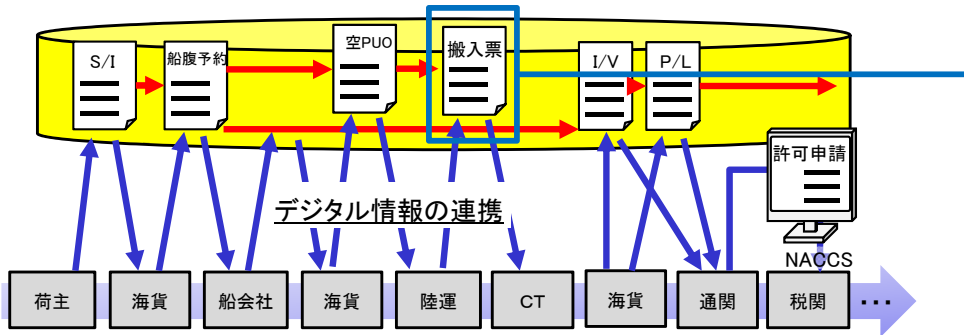 S/I
船腹予約
空PUO
搬入票
I/V
P/L
許可申請
デジタル情報の連携
NACCS
荷主
海貨
船会社
海貨
陸運
CT
海貨
通関
税関
・・・